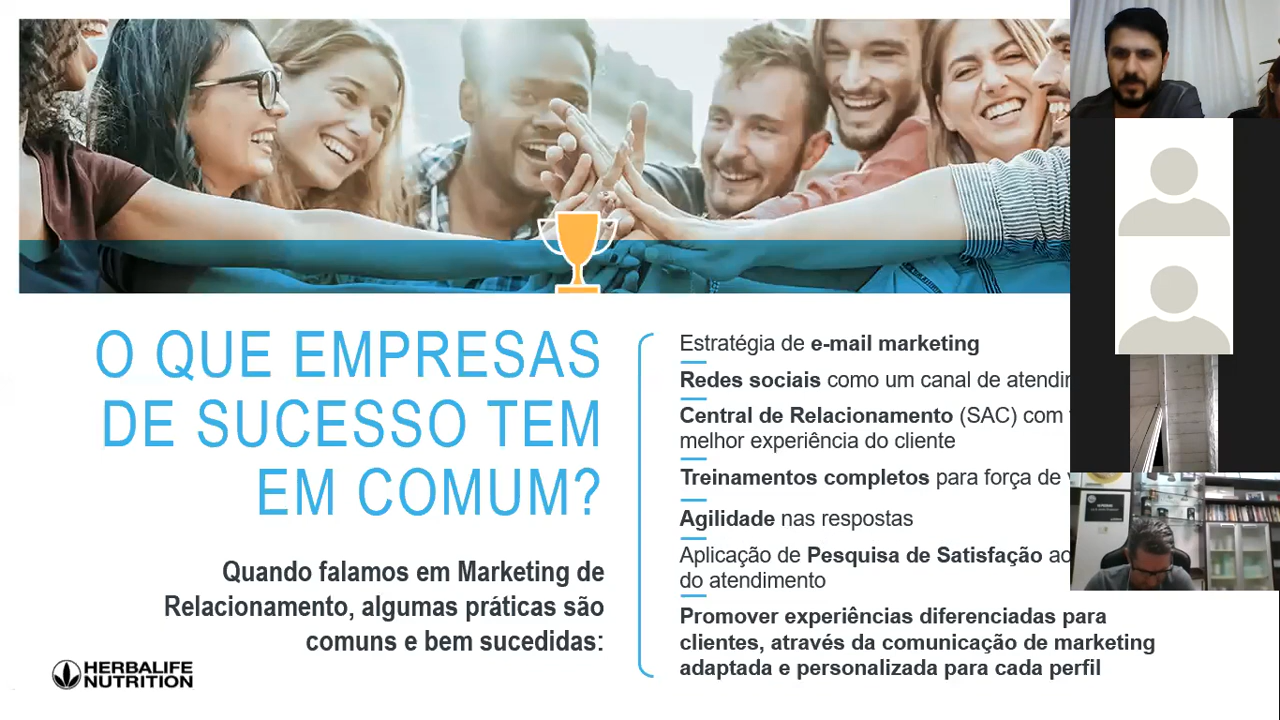 O QUE EMPRESAS
DE SUCESSO TEM
EM COMUM?
Quando falamos em Marketing de
Relacionamento, algumas práticas são
comuns e bem sucedidas:
Estratégia de e-mail marketing
Redes sociais como um canal de
Central de Relacionamento (SAC) com
melhor experiência do cliente
Treinamentos completos para força de
Agilidade nas respostas
Aplicação de Pesquisa de Satisfação
do atendimento
Promover experiências diferenciadas para
clientes, através da comunicação de marketing
adaptada e personalizada para cada perfil
HERBALIFE
NUTRITION